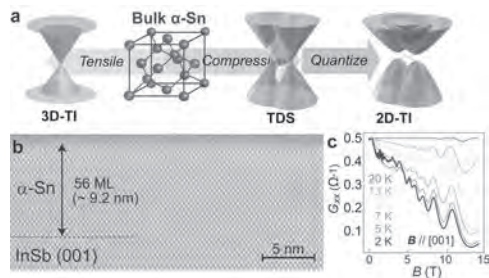 a
Bulk α-Sn
Tensile
Compress
Quantize
3D-TI
TDS
2D-TI
b
α-Sn
56 ML
(~ 9.2 nm)
InSb (001)
5 nm
c
Gxx (Ω-1)
0.5
0.4
0.3
0.2
0.1
20 K
7 K
5 K
2 K
B // [001]
0
5
10
15
B (T)